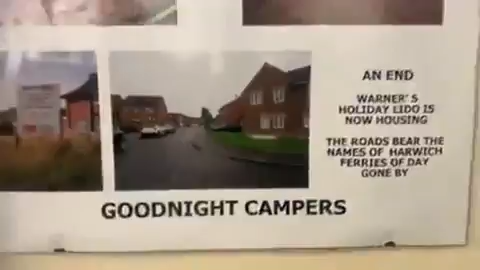 AN END
WARNER'S
HOLIDAY LIDO IS
NOW HOUSING
THE ROADS BEAR THE
NAMES OF HARWICH
FERRIES OF DAY
GONE BY
GOODNIGHT CAMPERS